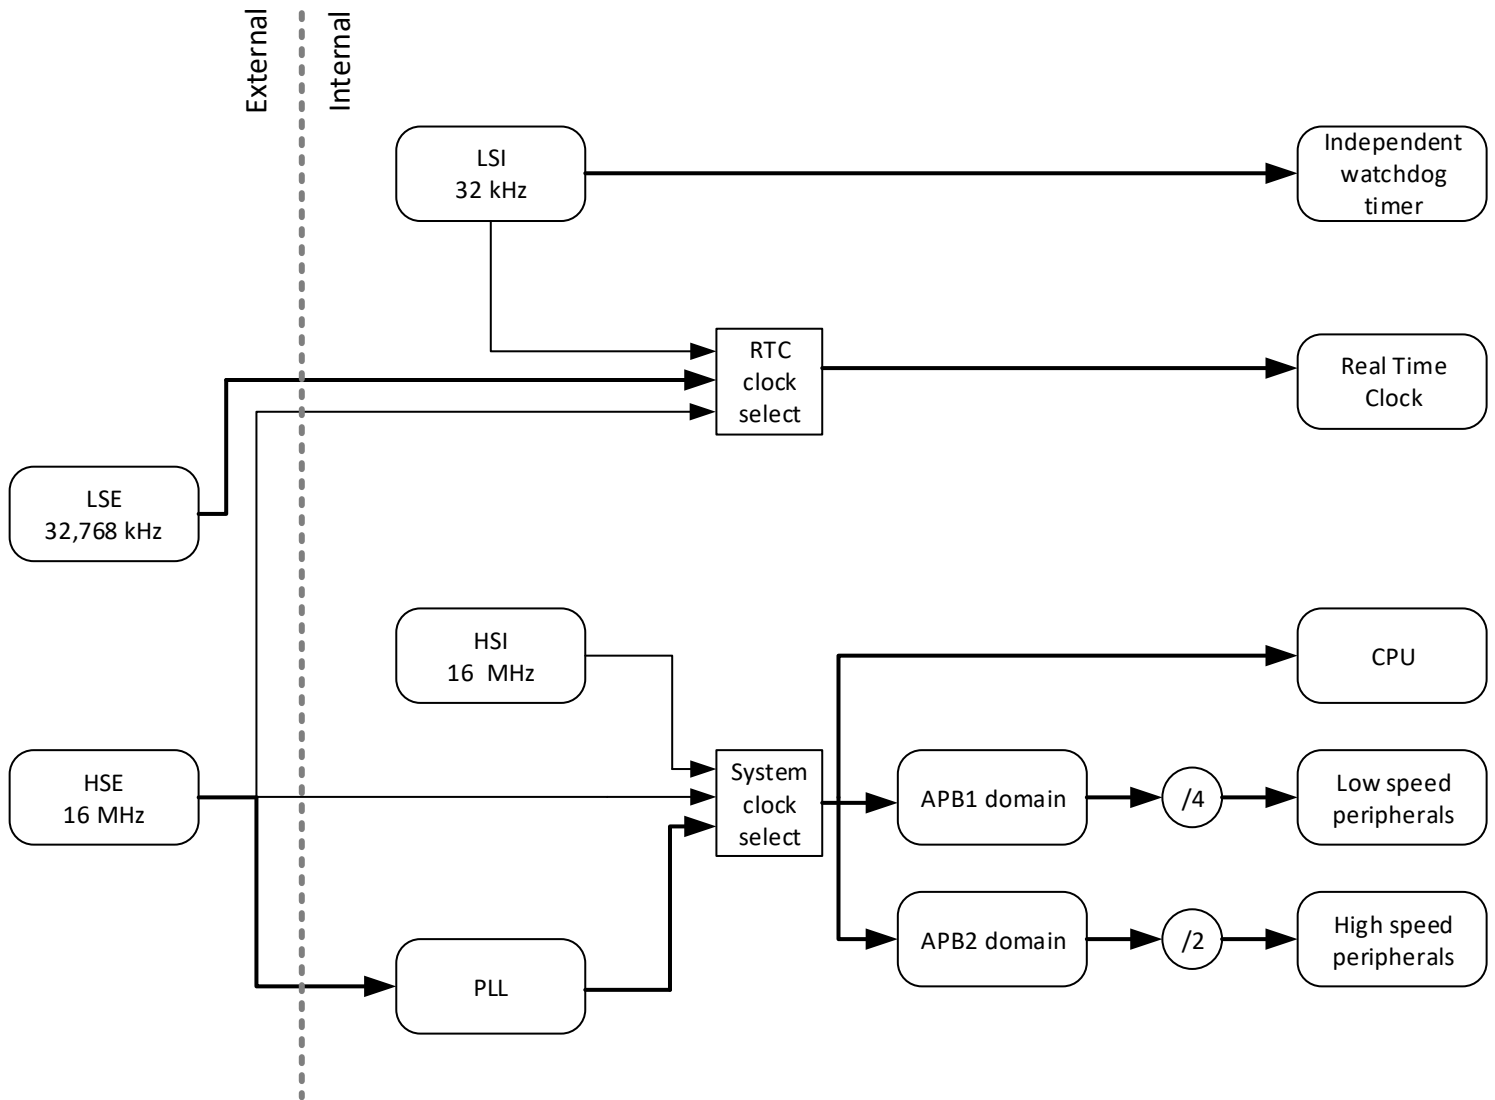 External
Internal
LSI
32 kHz
Independent
watchdog
timer
RTC
clock
select
Real Time
Clock
LSE
32,768 kHz
HSI
16 MHz
CPU
HSE
16 MHz
System
clock
select
APB1 domain
/4
Low speed
peripherals
APB2 domain
/2
High speed
peripherals
PLL